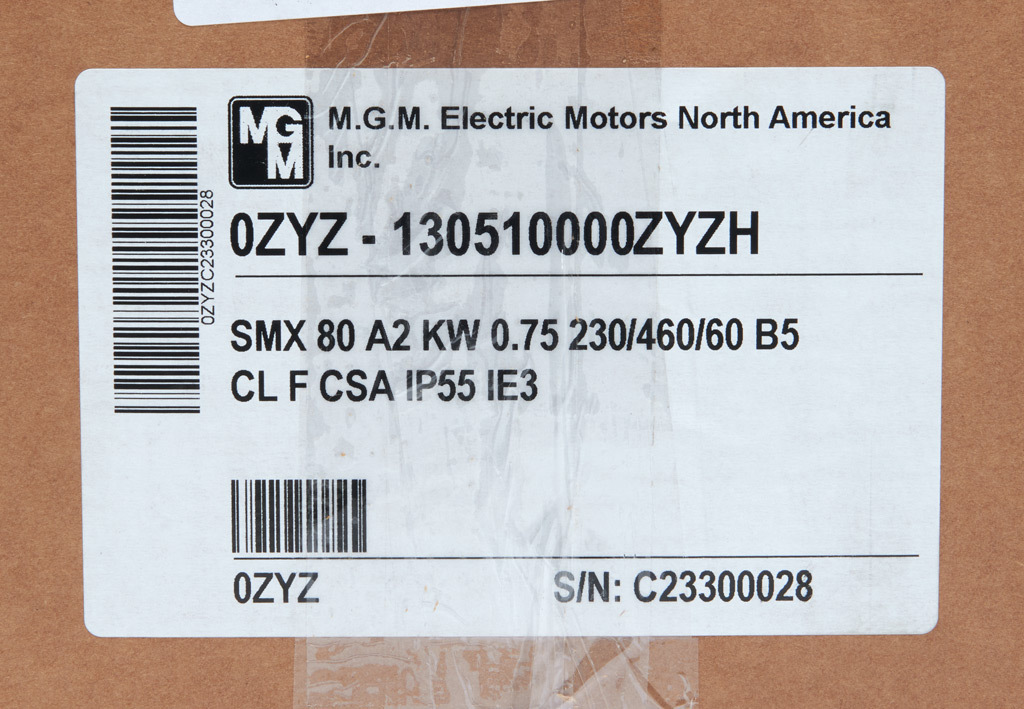 MGM
M.G.M. Electric Motors North America
Inc.
0ZYZ - 130510000ZYZH
0ZYZC23300028
SMX 80 A2 KW 0.75 230/460/60 B5
CL F CSA IP55 IE3
0ZYZ
S/N: C23300028